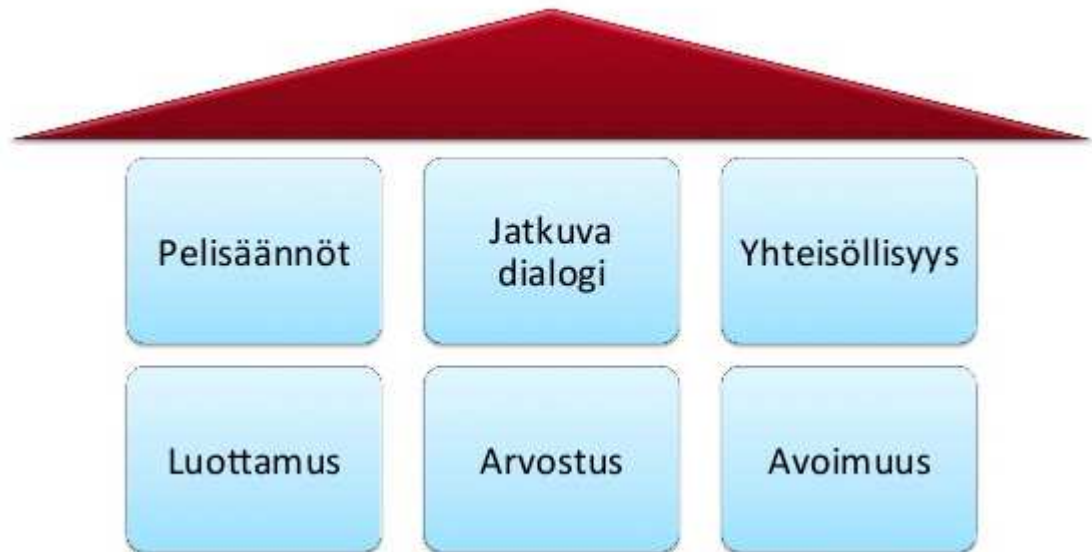 Pelisäännöt
Jatkuva
dialogi
Yhteisöllisyys
Luottamus
Arvostus
Avoimuus